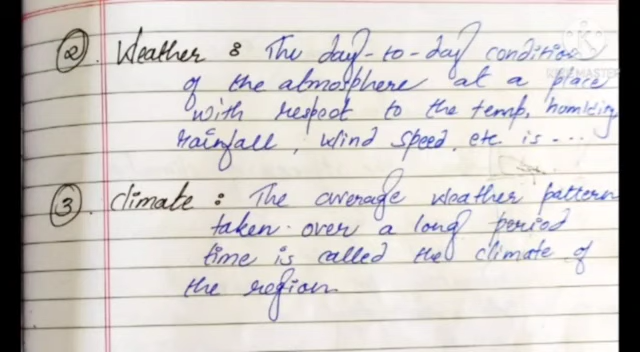 ② . Weather : The day-to-day condition
of the atmosphere at a place
with respect to the temp. humidity
rainfall, wind speed, etc. is ...
③ . Climate : The average weather pattern
taken over a long period
time is called the climate of
the region